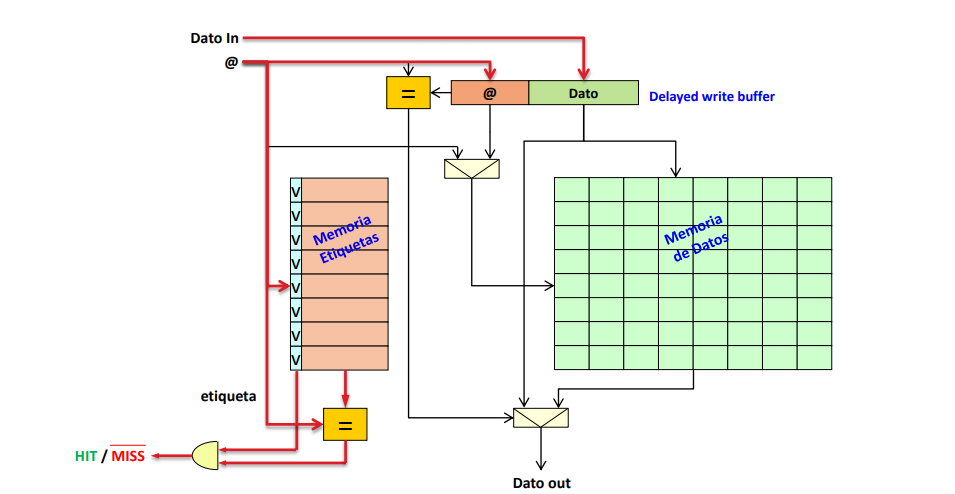 Dato In
@
=
@
Dato
Delayed write buffer
V
V
V
V
V
V
V
V
Memoria
Etiquetas
Memoria
de Datos
etiqueta
=
HIT / MISS
Dato out